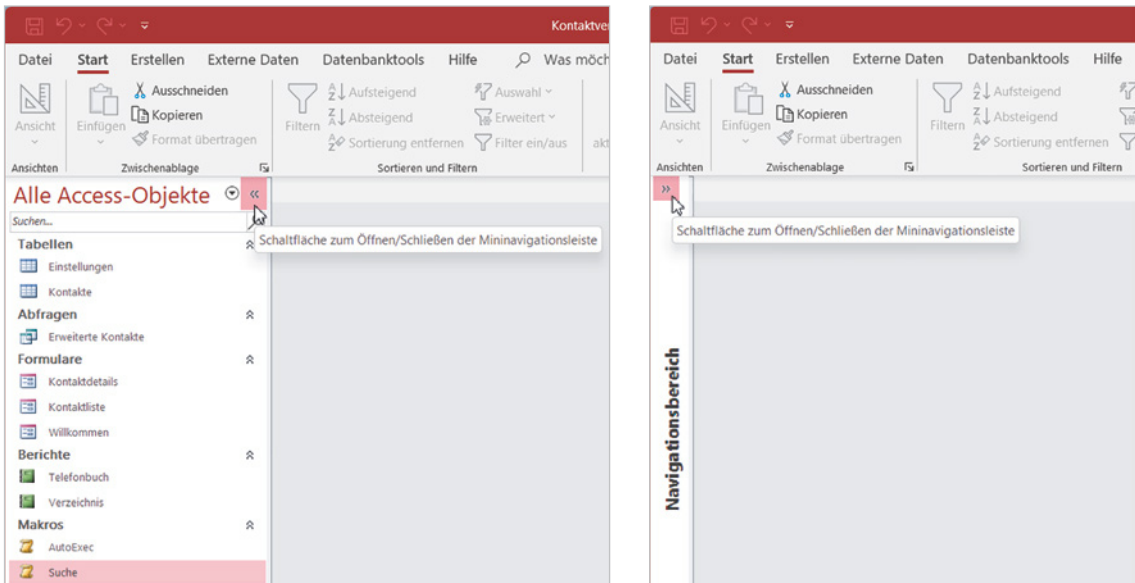 Kontaktve
Datei Start Erstellen Externe Daten Datenbanktools Hilfe Was möch
Ausschneiden
Kopieren
Format übertragen
Ansicht
Einfügen
Filtern
Aufsteigend
Absteigend
Sortierung entfernen
Auswahl
Erweitert
Filter ein/aus
akt
Ansichten Zwischenablage Sortieren und Filtern
Alle Access-Objekte
Suchen...
Schaltfläche zum Öffnen/Schließen der Mininavigationsleiste
Tabellen
Einstellungen
Kontakte
Abfragen
Erweiterte Kontakte
Formulare
Kontaktdetails
Kontaktliste
Willkommen
Berichte
Telefonbuch
Verzeichnis
Makros
AutoExec
Suche
Datei Start Erstellen Externe Daten Datenbanktools Hilfe
Ausschneiden
Kopieren
Format übertragen
Ansicht
Einfügen
Filtern
Aufsteigend
Absteigend
Sortierung entfernen
Ansichten Zwischenablage Sortieren und Filtern
Schaltfläche zum Öffnen/Schließen der Mininavigationsleiste
Navigationsbereich